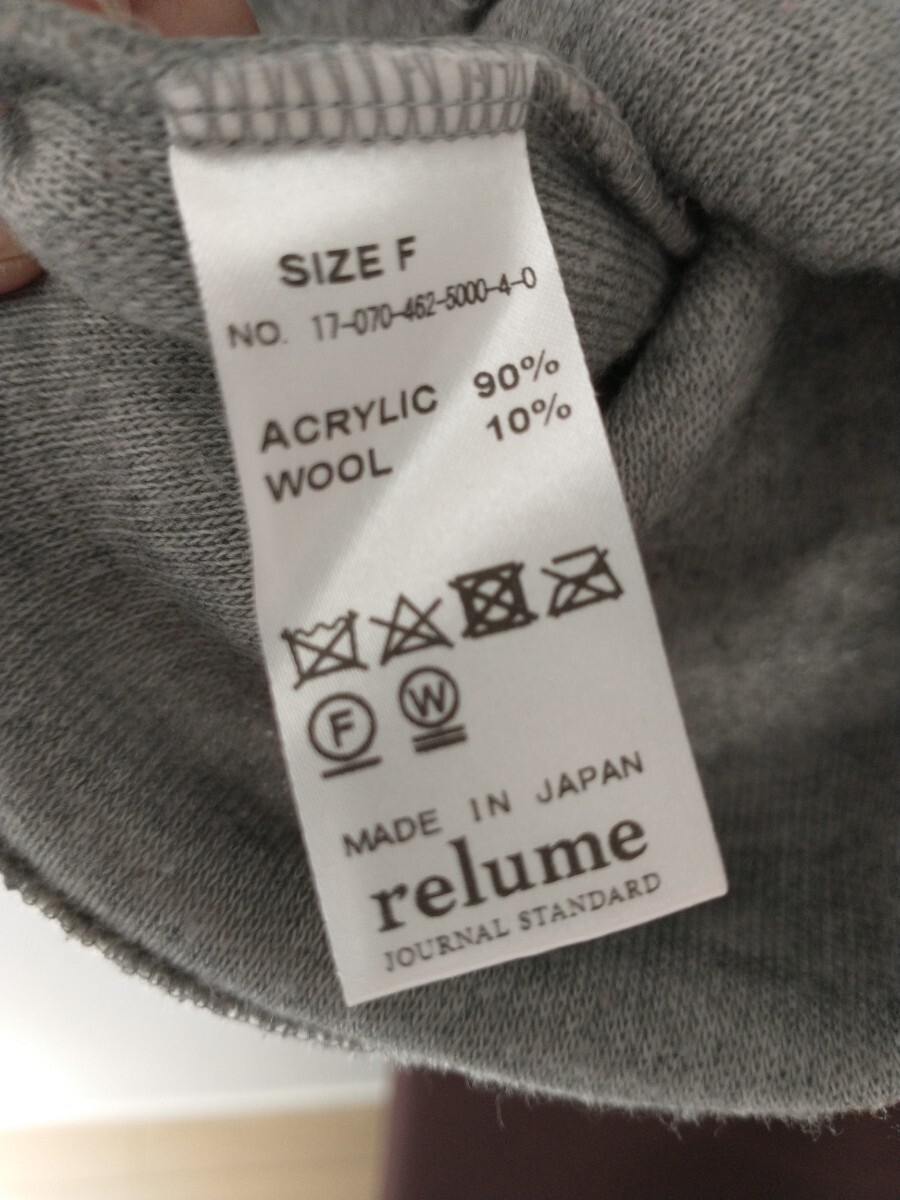 SIZE F
NO. 17-070-462-5000-4-0
ACRYLIC 90%
WOOL 10%
F W
MADE IN JAPAN
relume
JOURNAL STANDARD